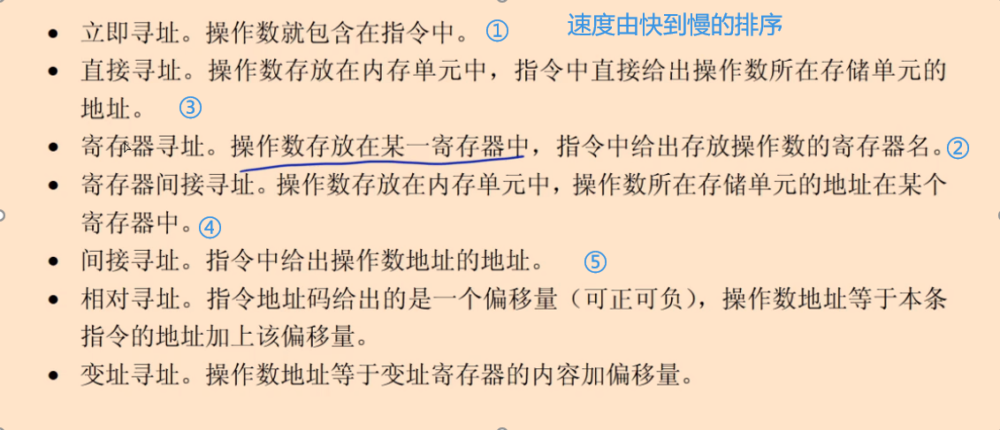 速度由快到慢的排序
• 立即寻址。操作数就包含在指令中。 ①
• 直接寻址。操作数存放在内存单元中，指令中直接给出操作数所在存储单元的
地址。 ③
• 寄存器寻址。操作数存放在某一寄存器中，指令中给出存放操作数的寄存器名。②
• 寄存器间接寻址。操作数存放在内存单元中，操作数所在存储单元的地址在某个
寄存器中。④
• 间接寻址。指令中给出操作数地址的地址。 ⑤
• 相对寻址。指令地址码给出的是一个偏移量（可正可负），操作数地址等于本条
指令的地址加上该偏移量。
• 变址寻址。操作数地址等于变址寄存器的内容加偏移量。